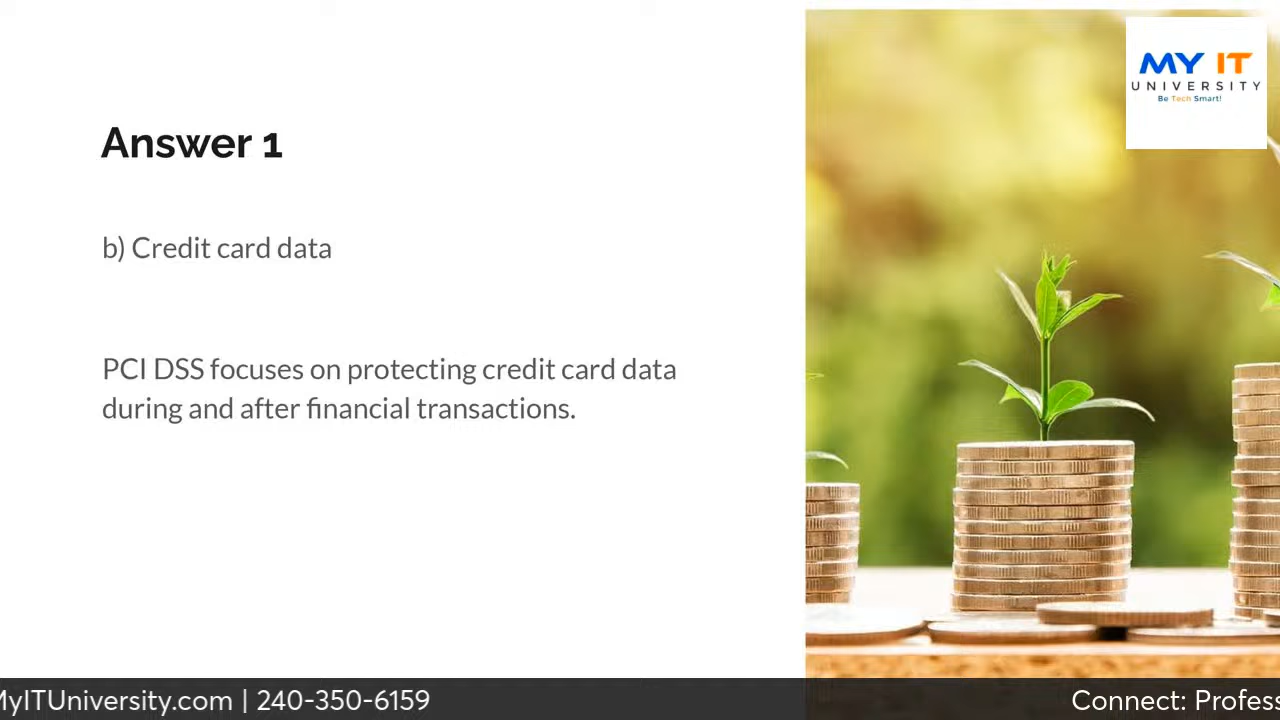 MY IT
UNIVERSITY
Be Tech Smart!
Answer 1
b) Credit card data
PCI DSS focuses on protecting credit card data
during and after financial transactions.
MyITUniversity.com | 240-350-6159
Connect: Profess